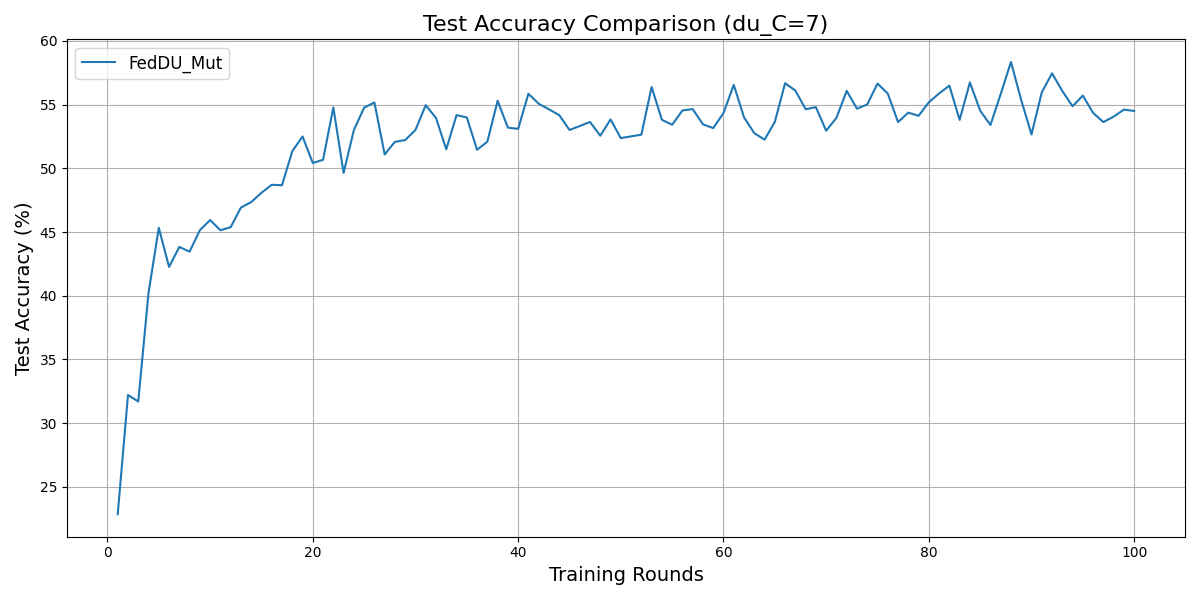 Test Accuracy Comparison (du_C=7)
FedDU_Mut
Test Accuracy (%)
60
55
50
45
40
35
30
25
0 20 40 60 80 100
Training Rounds